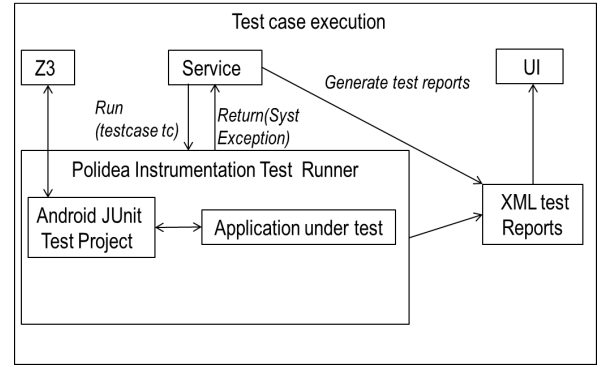 Test case execution
Z3
Service
UI
Generate test reports
Run
(testcase tc)
Return(Syst
Exception)
Polidea Instrumentation Test Runner
Android JUnit
Test Project
Application under test
XML test
Reports